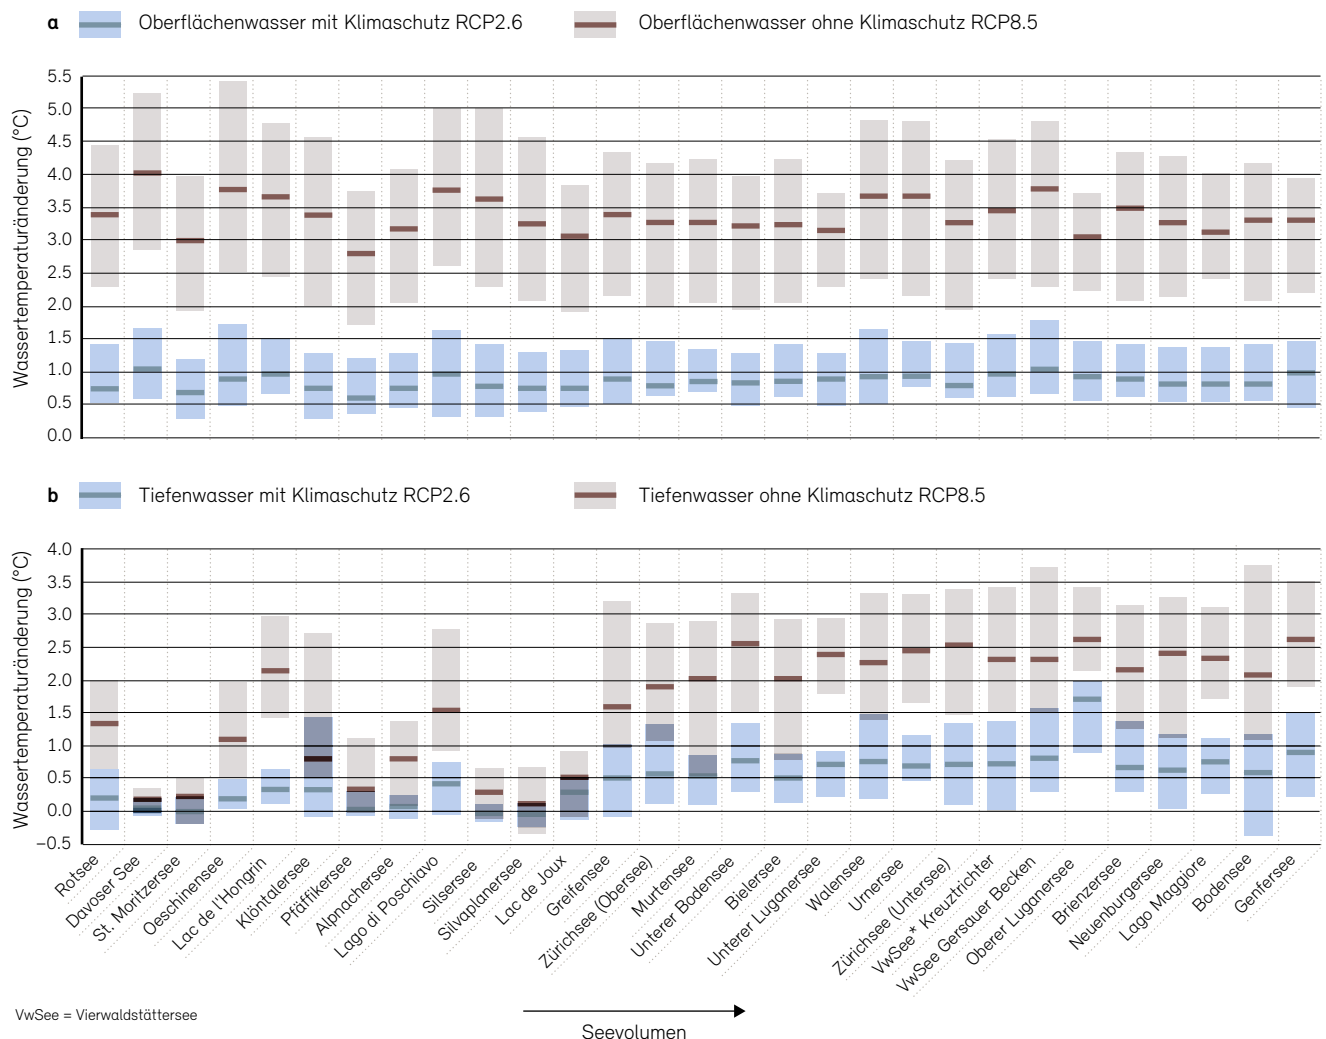 a Oberflächenwasser mit Klimaschutz RCP2.6 Oberflächenwasser ohne Klimaschutz RCP8.5
Wassertemperaturänderung (°C)
5.5
5.0
4.5
4.0
3.5
3.0
2.5
2.0
1.5
1.0
0.5
0.0
b Tiefenwasser mit Klimaschutz RCP2.6 Tiefenwasser ohne Klimaschutz RCP8.5
Wassertemperaturänderung (°C)
4.0
3.5
3.0
2.5
2.0
1.5
1.0
0.5
0.0
−0.5
Rotsee
Davoser See
St. Moritzersee
Oeschinensee
Lac de l'Hongrin
Klöntalersee
Pfäffikersee
Alpnachersee
Lago di Poschiavo
Silsersee
Silvaplanersee
Lac de Joux
Greifensee
Zürichsee (Obersee)
Murtensee
Unterer Bodensee
Bielersee
Unterer Luganersee
Walensee
Urnersee
Zürichsee (Untersee)
VwSee* Kreuztrichter
VwSee Gersauer Becken
Oberer Luganersee
Brienzersee
Neuenburgersee
Lago Maggiore
Bodensee
Genfersee
VwSee = Vierwaldstättersee
Seevolumen